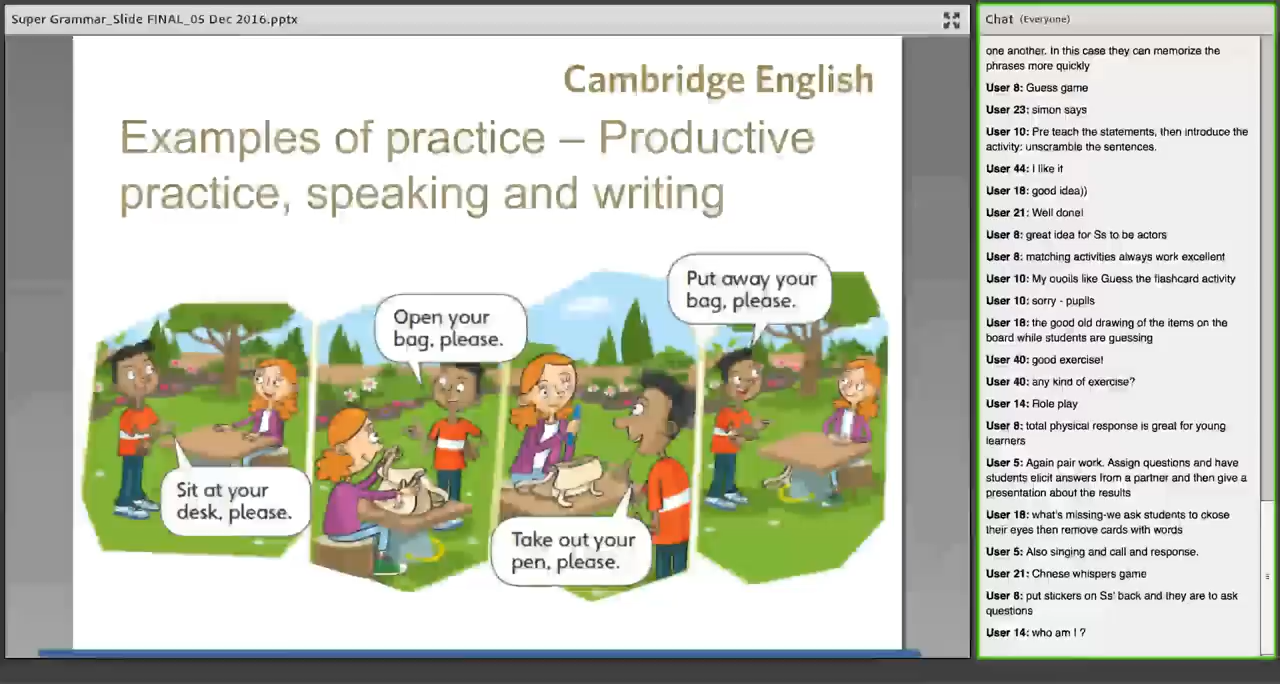 Super Grammar_Slide FINAL_05 Dec 2016.pptx
Cambridge English
Examples of practice – Productive
practice, speaking and writing
Sit at your
desk, please.
Open your
bag, please.
Take out your
pen, please.
Put away your
bag, please.
Chat (Everyone)
one another. In this case they can memorize the
phrases more quickly
User 8: Guess game
User 23: simon says
User 10: Pre teach the statements, then introduce the
activity: unscramble the sentences.
User 44: I like it
User 18: good idea))
User 21: Well done!
User 8: great idea for Ss to be actors
User 8: matching activities always work excellent
User 10: My oupils like Guess the flashcard activity
User 10: sorry - pupils
User 18: the good old drawing of the items on the
board while students are guessing
User 40: good exercise!
User 40: any kind of exercise?
User 14: Role play
User 8: total physical response is great for young
learners
User 5: Again pair work. Assign questions and have
students elicit answers from a partner and then give a
presentation about the results
User 18: what's missing-we ask students to ckose
their eyes then remove cards with words
User 5: Also singing and call and response.
User 21: Chnese whispers game
User 8: put stickers on Ss' back and they are to ask
questions
User 14: who am I ?